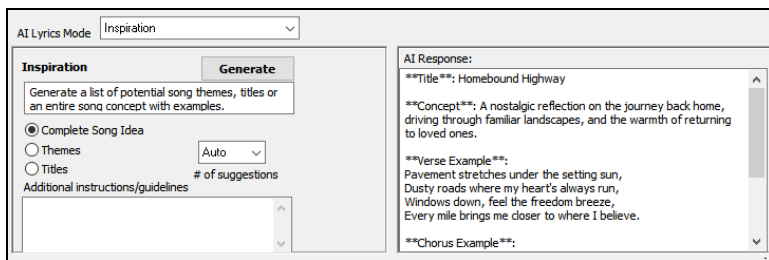 AI Lyrics Mode
Inspiration
Inspiration
Generate
Generate a list of potential song themes, titles or
an entire song concept with examples.
Complete Song Idea
Themes
Auto
Titles
# of suggestions
Additional instructions/guidelines
AI Response:
**Title**: Homebound Highway
**Concept**: A nostalgic reflection on the journey back home,
driving through familiar landscapes, and the warmth of returning
to loved ones.
**Verse Example**:
Pavement stretches under the setting sun,
Dusty roads where my heart's always run,
Windows down, feel the freedom breeze,
Every mile brings me closer to where I believe.
**Chorus Example**: